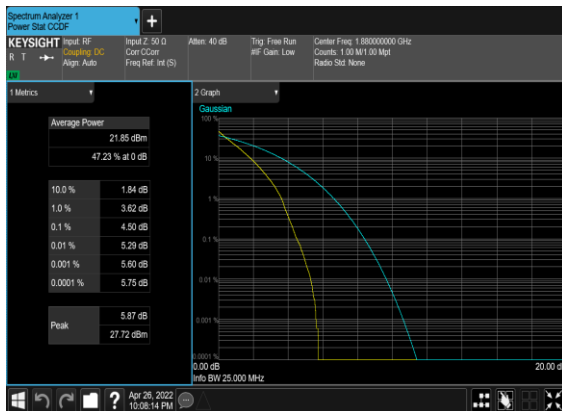 Spectrum Analyzer 1
Power Stat CCDF
+
KEYSIGHT
R T
LXI
Input: RF
Coupling: DC
Align: Auto
Input Z: 50 Ω
Corr CCorr
Freq Ref: Int (S)
Atten: 40 dB
Trig: Free Run
#IF Gain: Low
Center Freq: 1.880000000 GHz
Counts: 1.00 M/1.00 Mpt
Radio Std: None
1 Metrics
Average Power
21.85 dBm
47.23 % at 0 dB
10.0 % 1.84 dB
1.0 % 3.62 dB
0.1 % 4.50 dB
0.01 % 5.29 dB
0.001 % 5.60 dB
0.0001 % 5.75 dB
Peak
5.87 dB
27.72 dBm
2 Graph
Gaussian
100 %
10 %
1 %
0.1 %
0.01 %
0.001 %
0.0001 %
0.00 dB
20.00 d
Info BW 25.000 MHz
?
Apr 26, 2022
10:08:14 PM